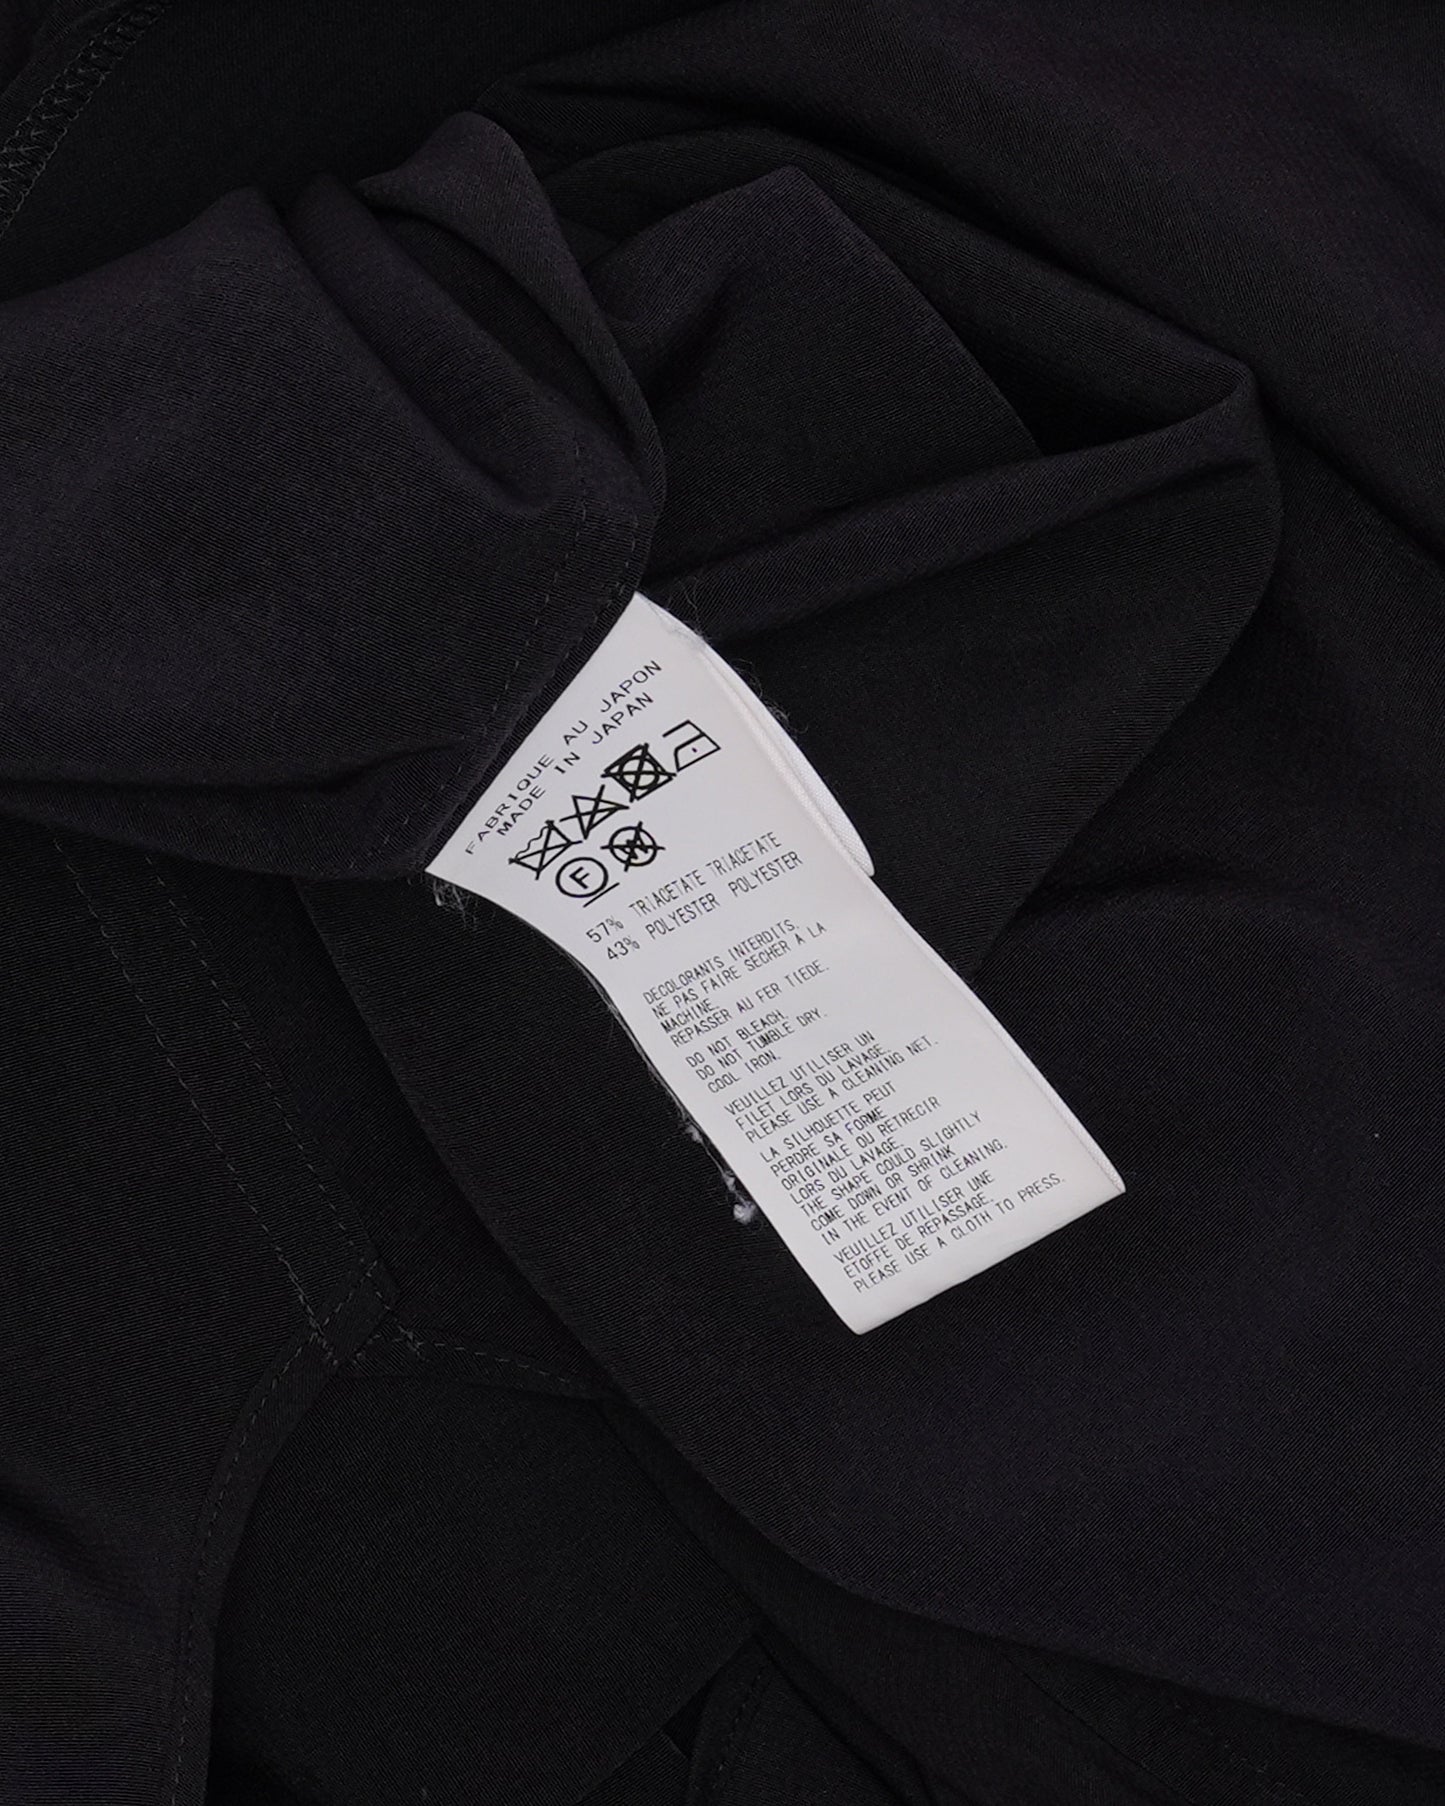 FABRIQUE AU JAPON
MADE IN JAPAN
F W
57% TRIACETATE TRIACETATE
43% POLYESTER POLYESTER
DECOLORANTS INTERDITS.
NE PAS FAIRE SECHER À LA
MACHINE.
REPASSER AU FER TIEDE.
DO NOT BLEACH.
DO NOT TUMBLE DRY.
COOL IRON.
VEUILLEZ UTILISER UN
FILET LORS DU LAVAGE.
PLEASE USE A CLEANING NET.
LA SILHOUETTE PEUT
PERDRE SA FORME
ORIGINALE OU RETRECIR
LORS DU LAVAGE.
THE SHAPE COULD SLIGHTLY
COME DOWN OR SHRINK
IN THE EVENT OF CLEANING.
VEUILLEZ UTILISER UNE
ETOFFE DE REPASSAGE.
PLEASE USE A CLOTH TO PRESS.